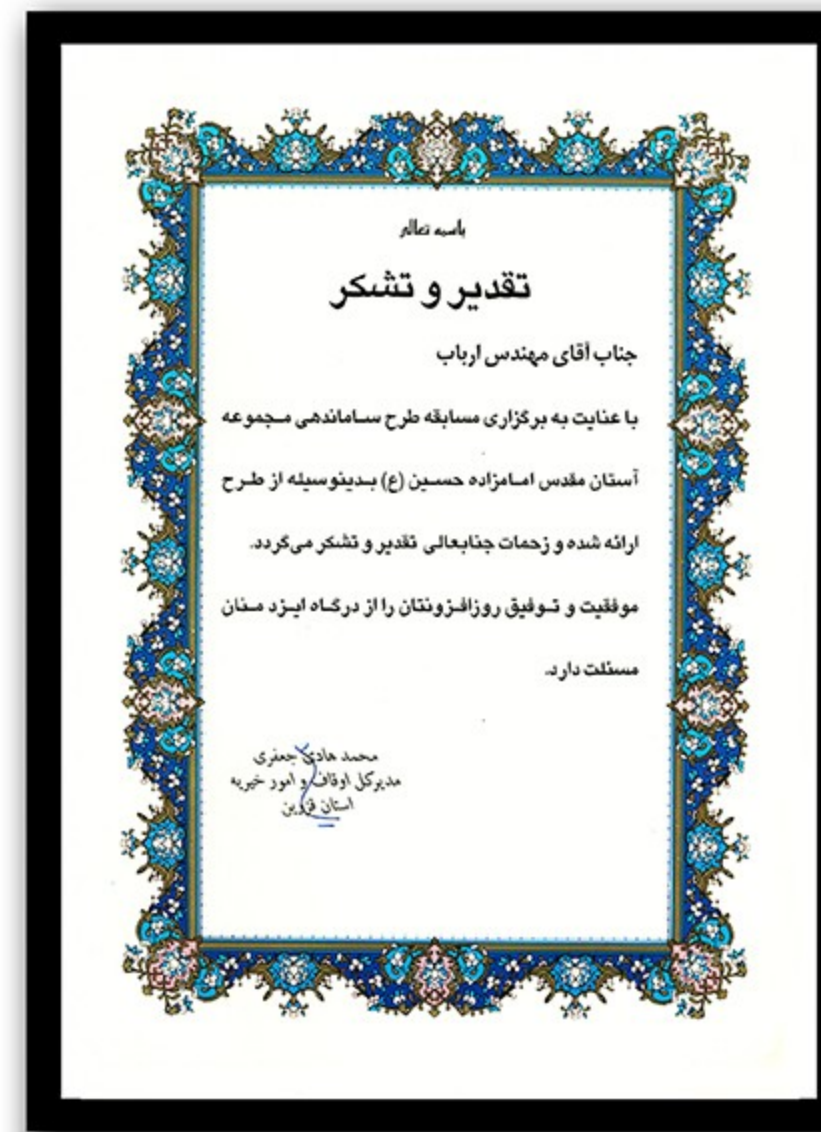 باسمه تعالی
تقدیر و تشکر
جناب آقای مهندس ارباب
با عنایت به برگزاری مسابقه طرح ساماندهی مجموعه
آستان مقدس امامزاده حسین (ع) بدینوسیله از طرح
ارائه شده و زحمات جنابعالی تقدیر و تشکر می‌گردد.
موفقیت و توفیق روزافزونتان را از درگاه ایزد منان
مسئلت دارد.
محمد هادی جعفری
مدیرکل اوقاف و امور خیریه
استان قزوین